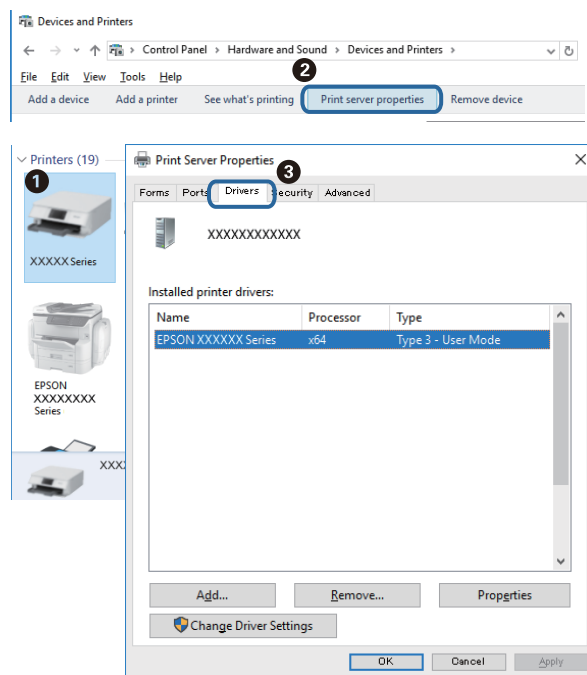 Devices and Printers
Control Panel > Hardware and Sound > Devices and Printers >
2
File Edit View Tools Help
Add a device Add a printer See what's printing Print server properties Remove device
Printers (19)
1
XXXXX Series
EPSON
XXXXXXXX
Series
XXX
Print Server Properties
3
Forms Ports Drivers Security Advanced
XXXXXXXXXXXX
Installed printer drivers:
Name Processor Type
EPSON XXXXXX Series x64 Type 3 - User Mode
Add... Remove... Properties
Change Driver Settings
OK Cancel Apply